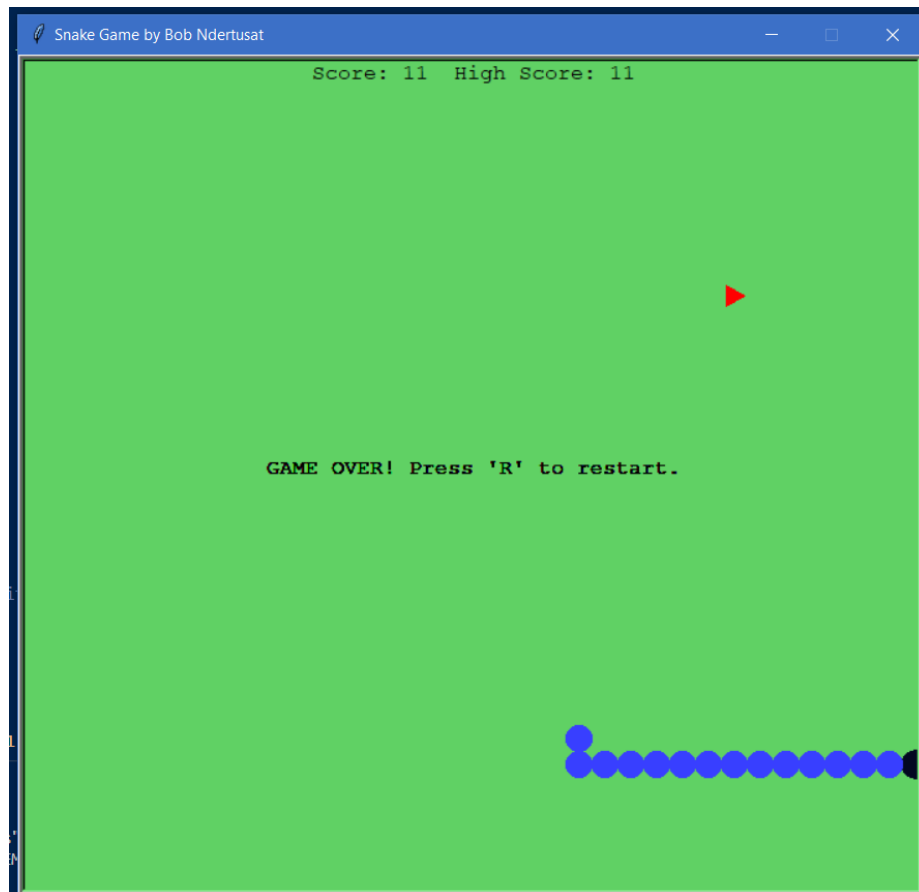 Snake Game by Bob Ndertusat
Score: 11  High Score: 11
GAME OVER! Press 'R' to restart.